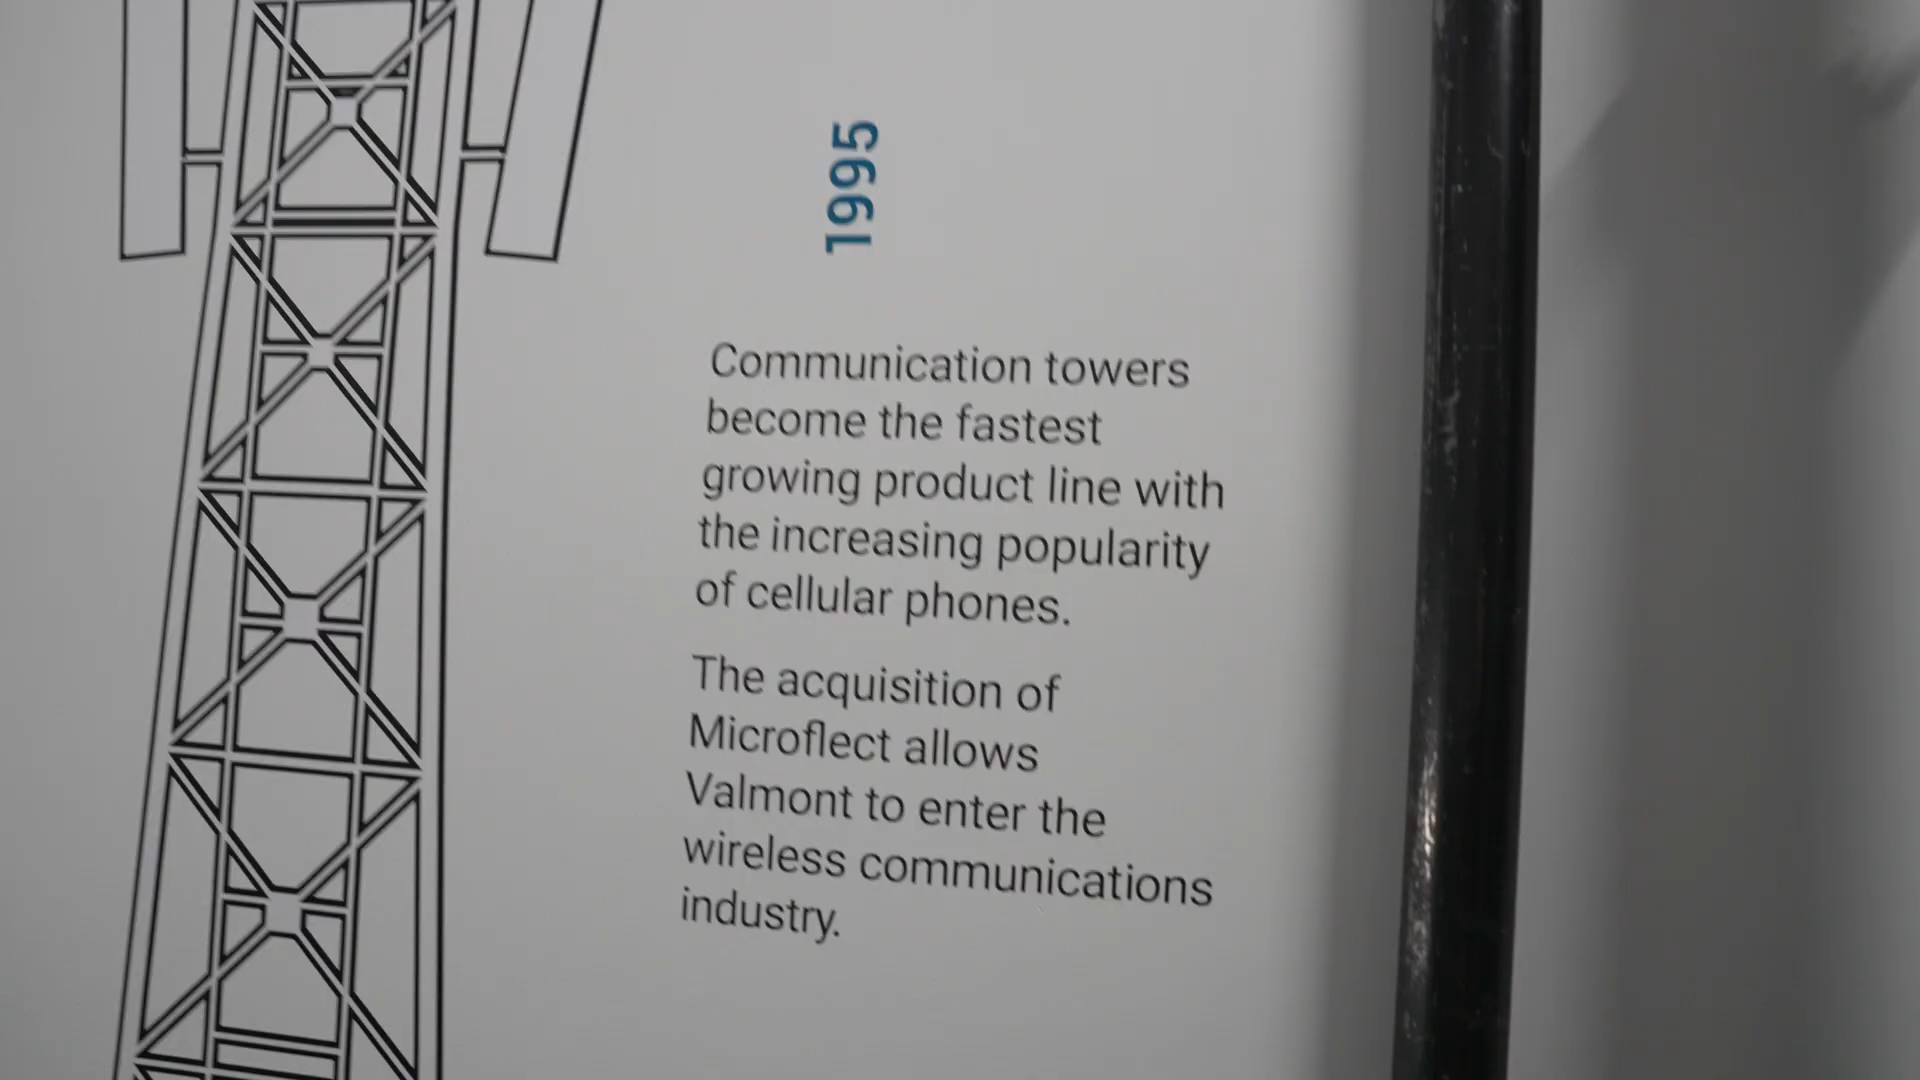 1995
Communication towers
become the fastest
growing product line with
the increasing popularity
of cellular phones.
The acquisition of
Microflect allows
Valmont to enter the
wireless communications
industry.